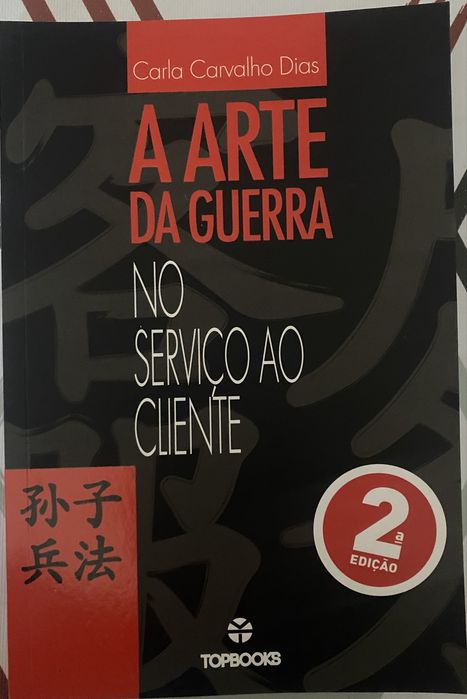 Carla Carvalho Dias
A ARTE
DA GUERRA
NO
SERVIÇO AO
CLIENTE
孙子
兵法
2ª
EDIÇÃO
TOPBOOKS